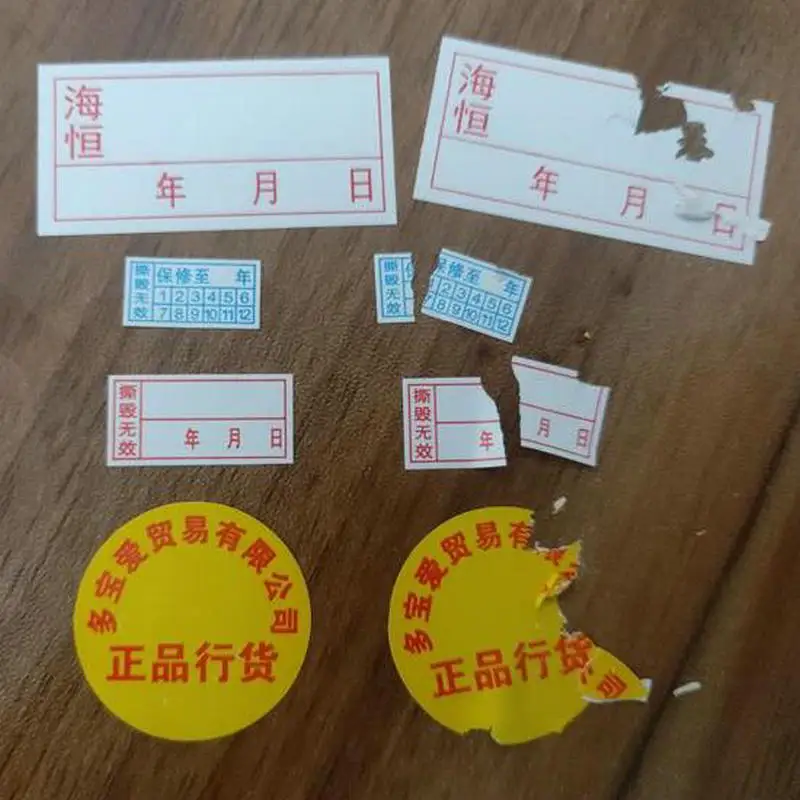 海恒
年 月 日
海恒
年 月 日
撕毁无效
保修至 年
1 2 3 4 5 6
7 8 9 10 11 12
撕毁无效
保修至 年
1 2 3 4 5 6
7 8 9 10 11 12
撕毁无效
年 月 日
撕毁无效
年 月 日
多宝爱贸易有限公司
正品行货
多宝爱贸易有
司
正品行货